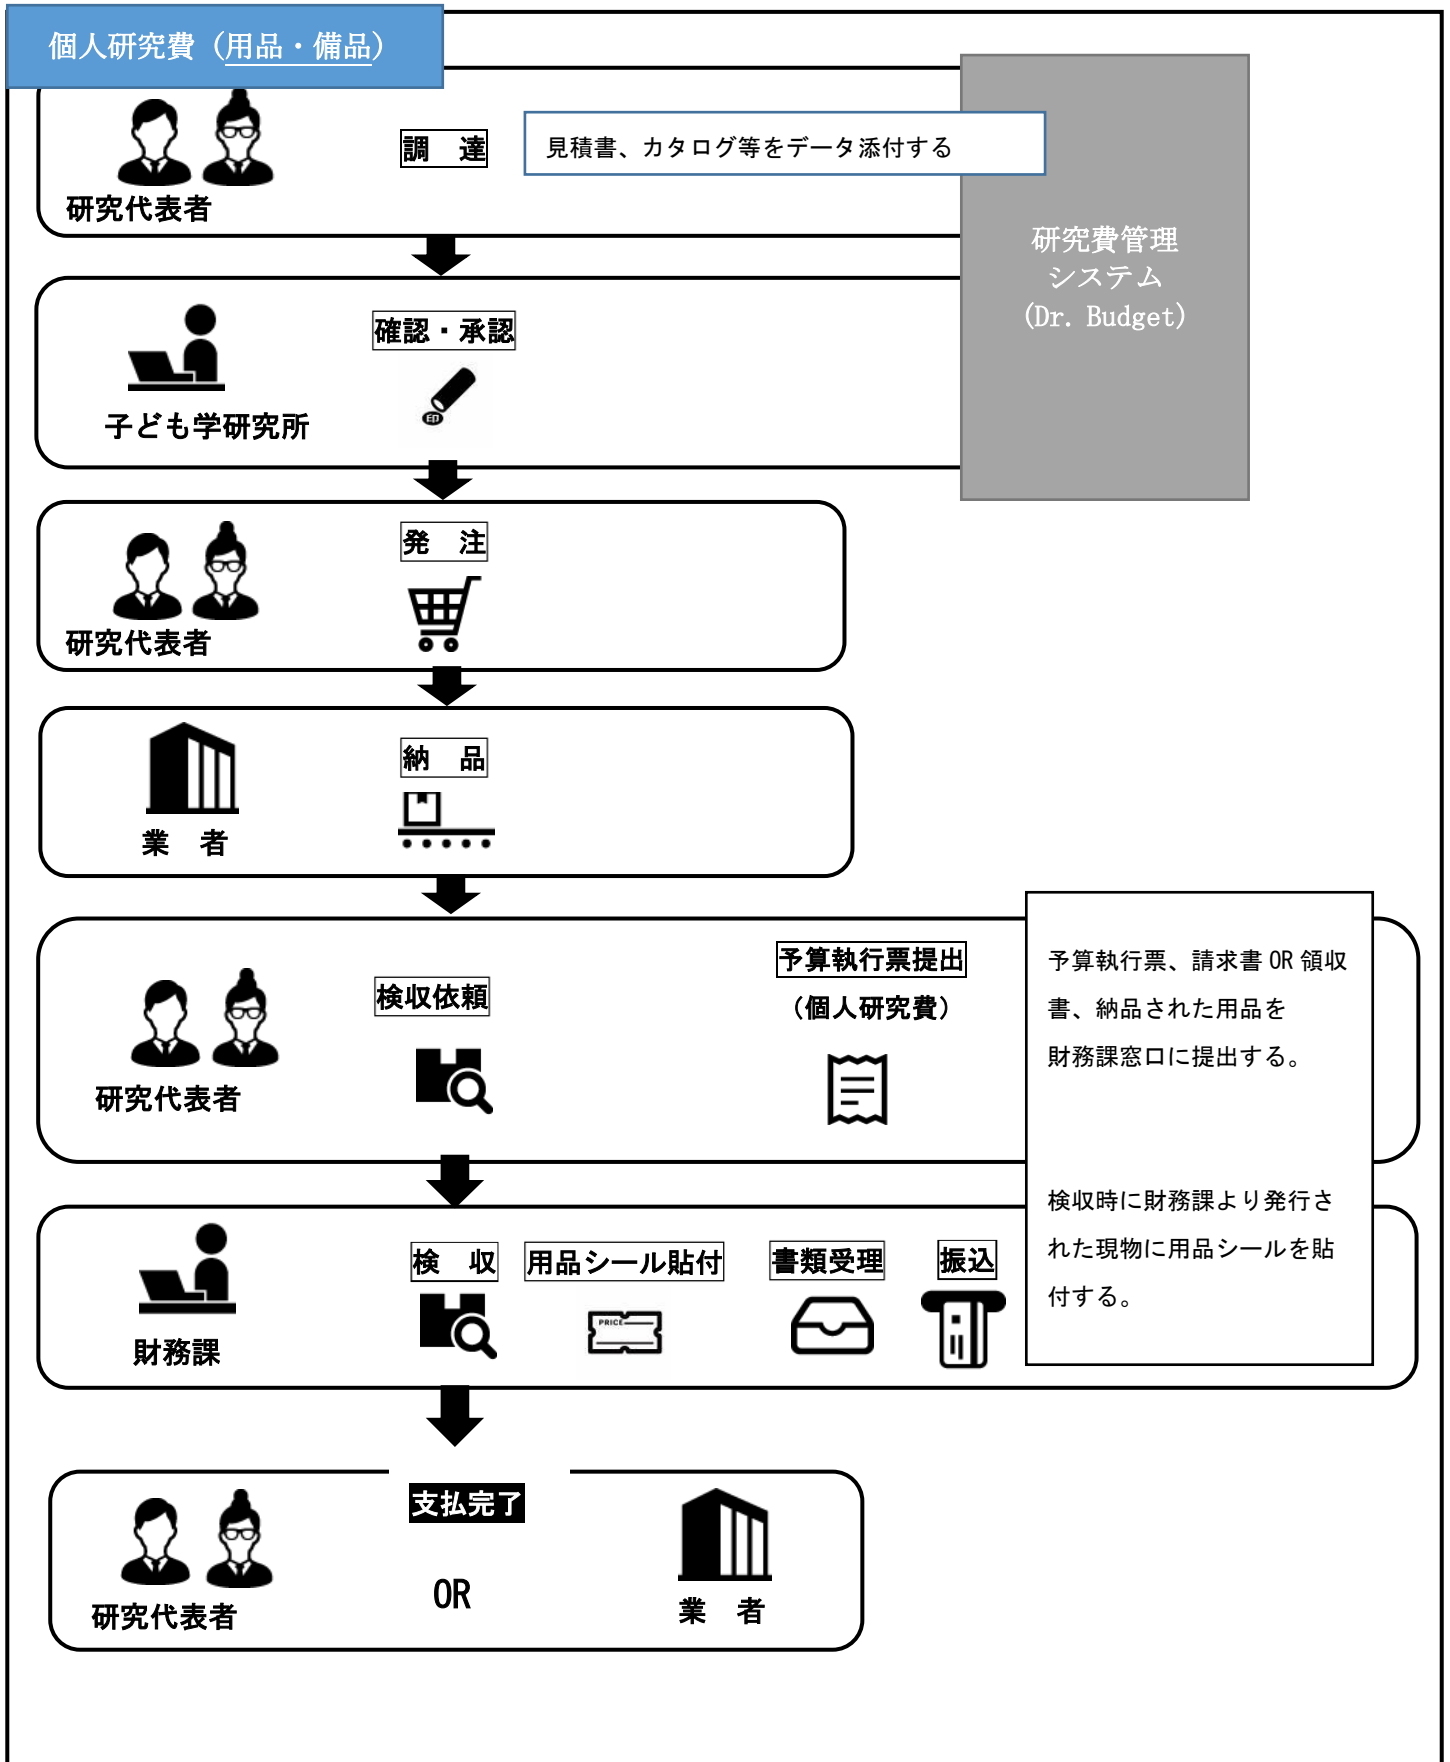 個人研究費（用品・備品）
調　達
見積書、カタログ等をデータ添付する
研究代表者
研究費管理
システム
(Dr. Budget)
確認・承認
子ども学研究所
発　注
研究代表者
納　品
業　者
検収依頼
予算執行票提出
（個人研究費）
研究代表者
予算執行票、請求書 OR 領収
書、納品された用品を
財務課窓口に提出する。
検収時に財務課より発行さ
れた現物に用品シールを貼
付する。
検　収
用品シール貼付
書類受理
振込
PRICE
財務課
支払完了
OR
研究代表者
業　者